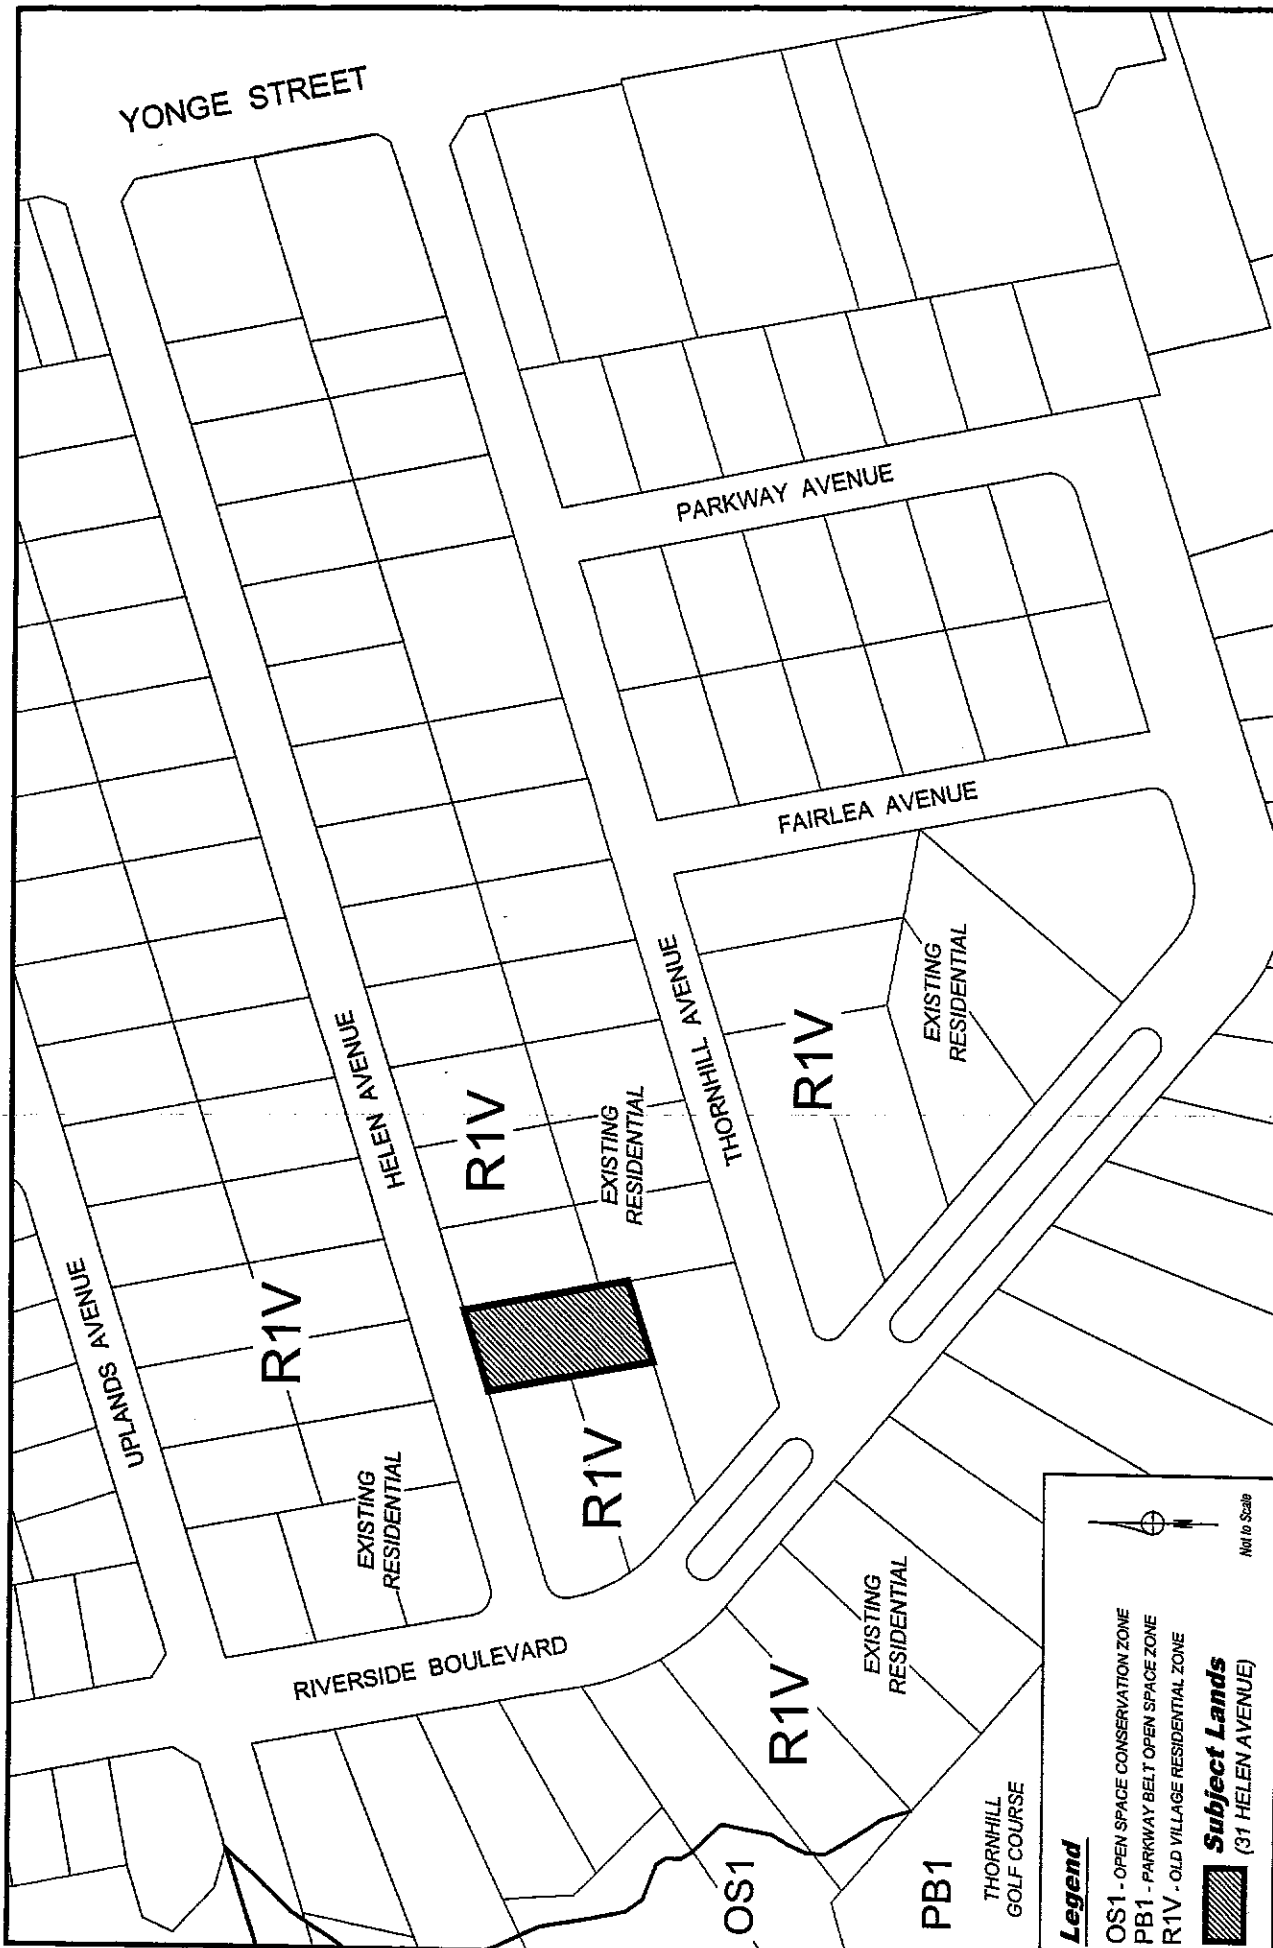 YONGE STREET
PARKWAY AVENUE
FAIRLEA AVENUE
HELEN AVENUE
THORNHILL AVENUE
UPLANDS AVENUE
RIVERSIDE BOULEVARD
R1V
EXISTING
RESIDENTIAL
R1V
EXISTING
RESIDENTIAL
R1V
EXISTING
RESIDENTIAL
R1V
R1V
EXISTING
RESIDENTIAL
OS1
PB1
THORNHILL
GOLF COURSE
Legend
OS1 - OPEN SPACE CONSERVATION ZONE
PB1 - PARKWAY BELT OPEN SPACE ZONE
R1V - OLD VILLAGE RESIDENTIAL ZONE
Subject Lands
(31 HELEN AVENUE)
N
Not to Scale